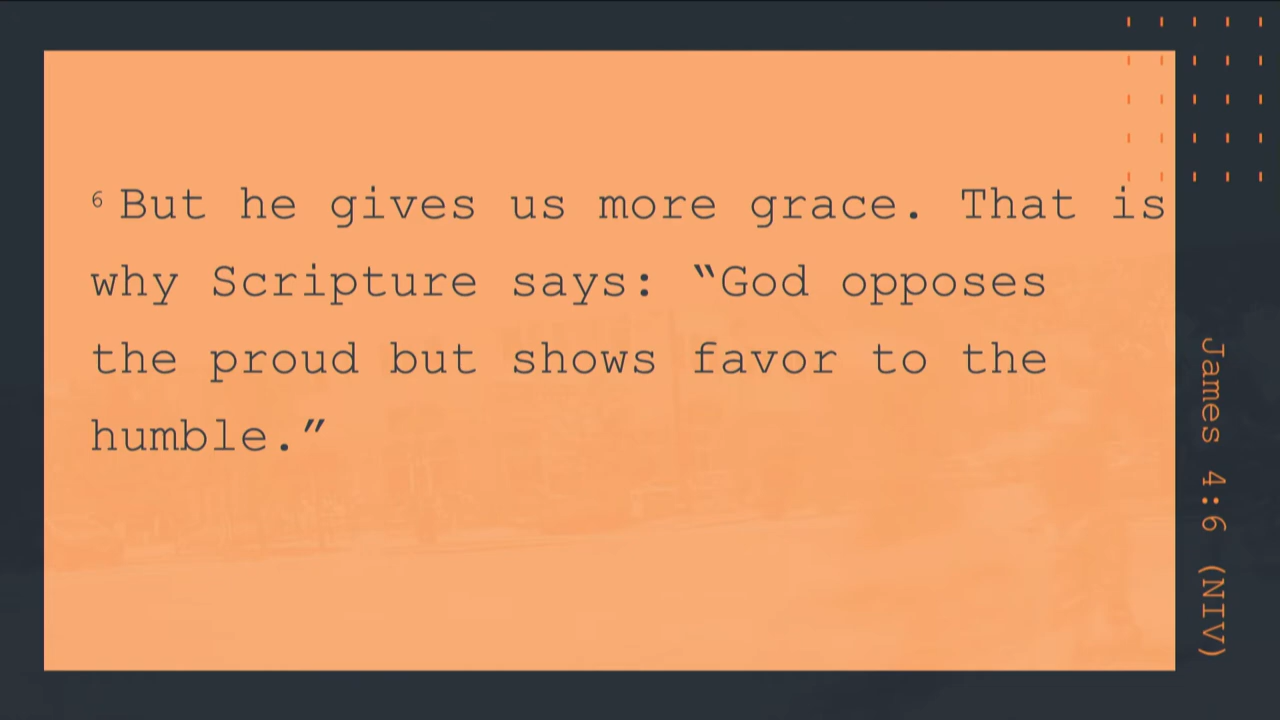 6 But he gives us more grace. That is
why Scripture says: “God opposes
the proud but shows favor to the
humble.”
James 4:6 (NIV)